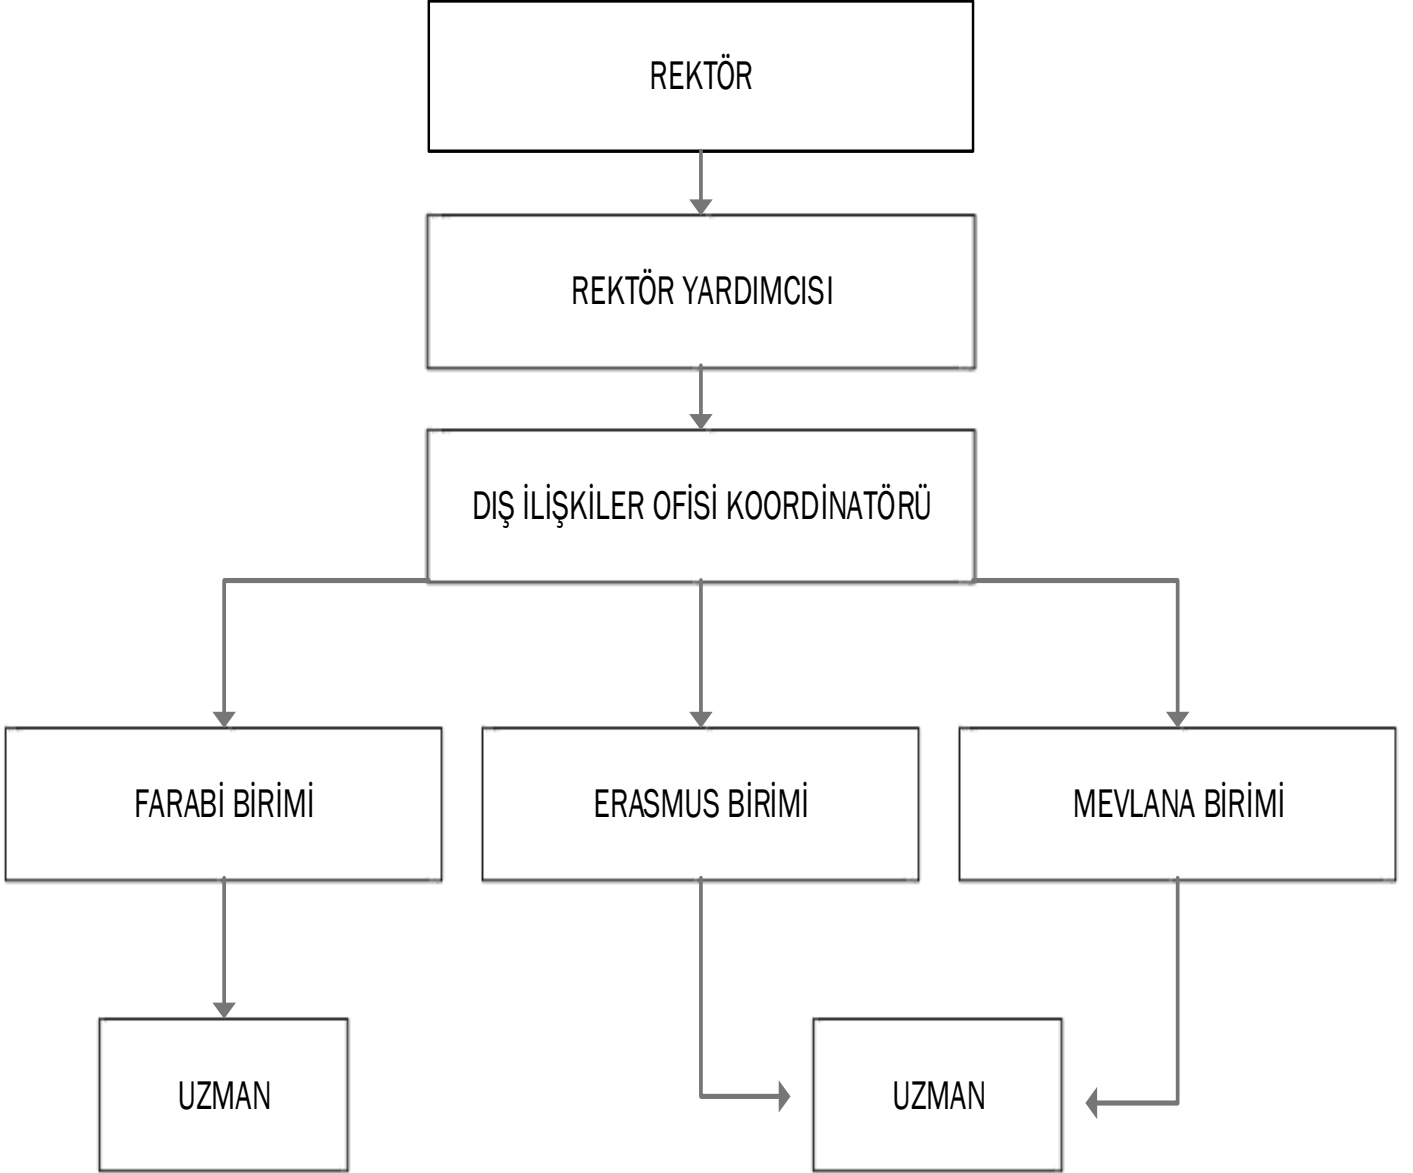 REKTÖR
REKTÖR YARDIMCISI
DIŞ İLİŞKİLER OFİSİ KOORDİNATÖRÜ
FARABİ BİRİMİ
ERASMUS BİRİMİ
MEVLANA BİRİMİ
UZMAN
UZMAN